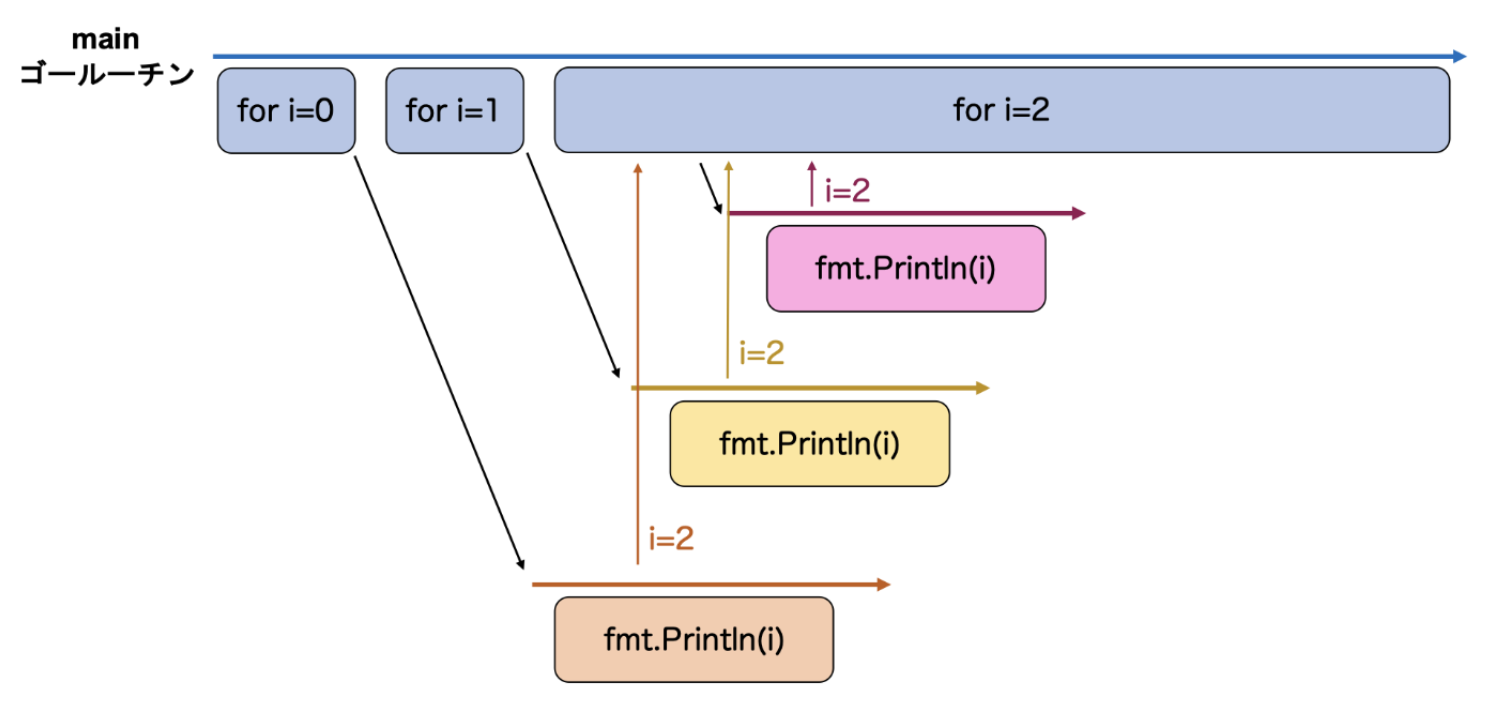 main
ゴールーチン
for i=0
for i=1
for i=2
i=2
fmt.Println(i)
i=2
fmt.Println(i)
i=2
fmt.Println(i)